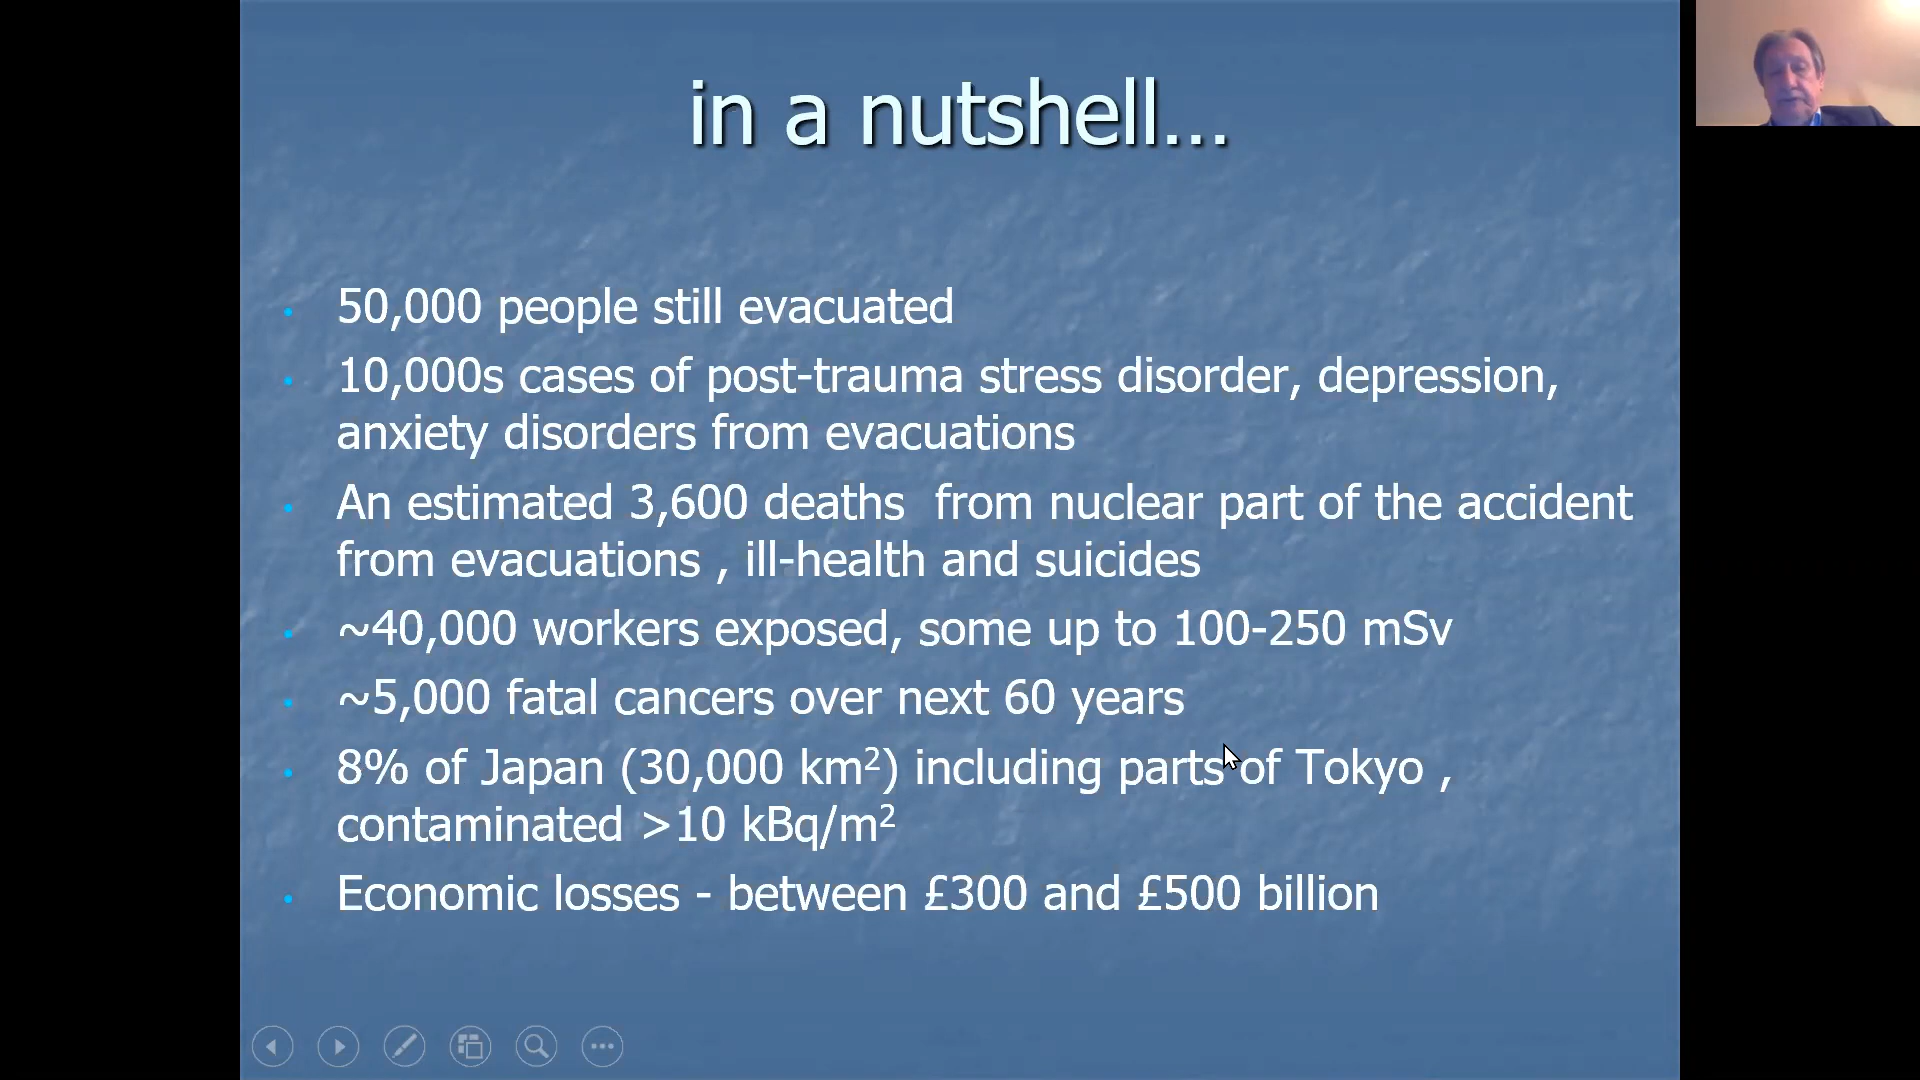 in a nutshell...
50,000 people still evacuated
10,000s cases of post-trauma stress disorder, depression,
anxiety disorders from evacuations
An estimated 3,600 deaths  from nuclear part of the accident
from evacuations , ill-health and suicides
~40,000 workers exposed, some up to 100-250 mSv
~5,000 fatal cancers over next 60 years
8% of Japan (30,000 km²) including parts of Tokyo ,
contaminated >10 kBq/m²
Economic losses - between £300 and £500 billion